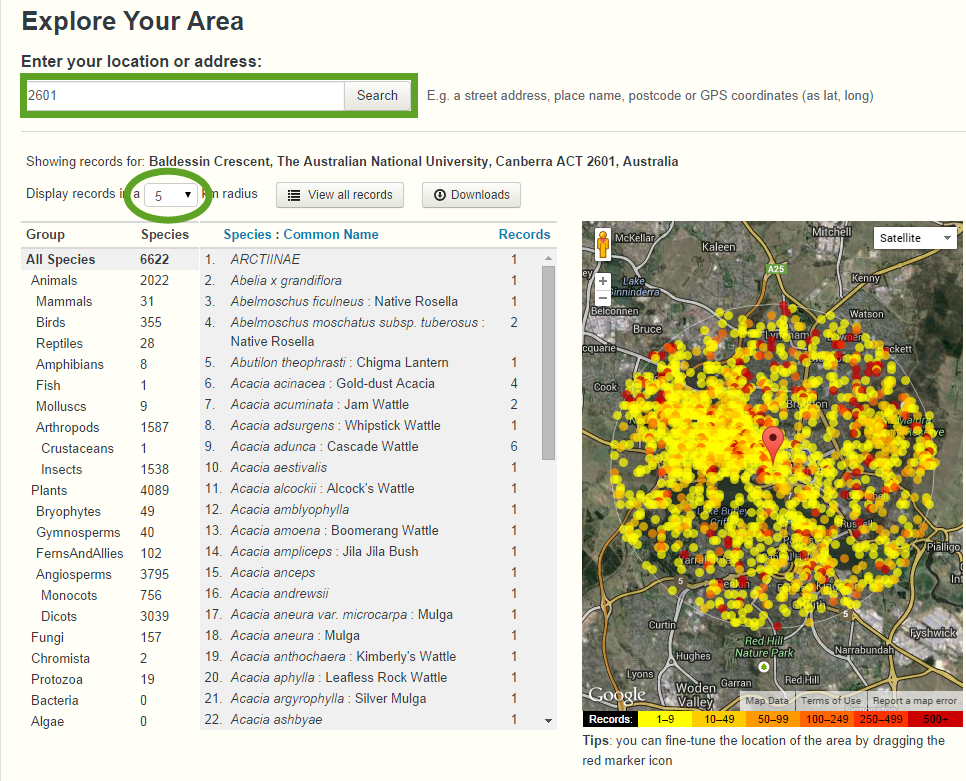 Explore Your Area
Enter your location or address:
2601 Search E.g. a street address, place name, postcode or GPS coordinates (as lat, long)
Showing records for: Baldessin Crescent, The Australian National University, Canberra ACT 2601, Australia
Display records in a 5 km radius View all records Downloads
Group Species Species : Common Name Records
All Species 6622
Animals 2022
Mammals 31
Birds 355
Reptiles 28
Amphibians 8
Fish 1
Molluscs 9
Arthropods 1587
Crustaceans 1
Insects 1538
Plants 4089
Bryophytes 49
Gymnosperms 40
FernsAndAllies 102
Angiosperms 3795
Monocots 756
Dicots 3039
Fungi 157
Chromista 2
Protozoa 19
Bacteria 0
Algae 0
1. ARCTIINAE 1
2. Abelia x grandiflora 1
3. Abelmoschus ficulneus : Native Rosella 1
4. Abelmoschus moschatus subsp. tuberosus : 2
Native Rosella
5. Abutilon theophrasti : Chigma Lantern 1
6. Acacia acinacea : Gold-dust Acacia 4
7. Acacia acuminata : Jam Wattle 2
8. Acacia adsurgens : Whipstick Wattle 1
9. Acacia adunca : Cascade Wattle 6
10. Acacia aestivalis 1
11. Acacia alcockii : Alcock's Wattle 1
12. Acacia amblyophylla 1
13. Acacia amoena : Boomerang Wattle 1
14. Acacia ampliceps : Jila Jila Bush 1
15. Acacia anceps 1
16. Acacia andrewsii 1
17. Acacia aneura var. microcarpa : Mulga 1
18. Acacia aneura : Mulga 1
19. Acacia anthochaera : Kimberly's Wattle 1
20. Acacia aphylla : Leafless Rock Wattle 1
21. Acacia argyrophylla : Silver Mulga 1
22. Acacia ashbyae 1
Satellite
Mitchell
McKellar
Kaleen
A25
Kenny
Lake
Ginninderra
Belconnen
Watson
Bruce
Cook
Pialligo
5
5
Curtin
Fyshwick
Red Hill
Nature Park
Narrabundah
Hughes
Lyons
Garran
Red Hill
Woden
Valley
Google
Map Data Terms of Use Report a map error
Records: 1–9 10–49 50–99 100–249 250–499 500+
Tips: you can fine-tune the location of the area by dragging the
red marker icon